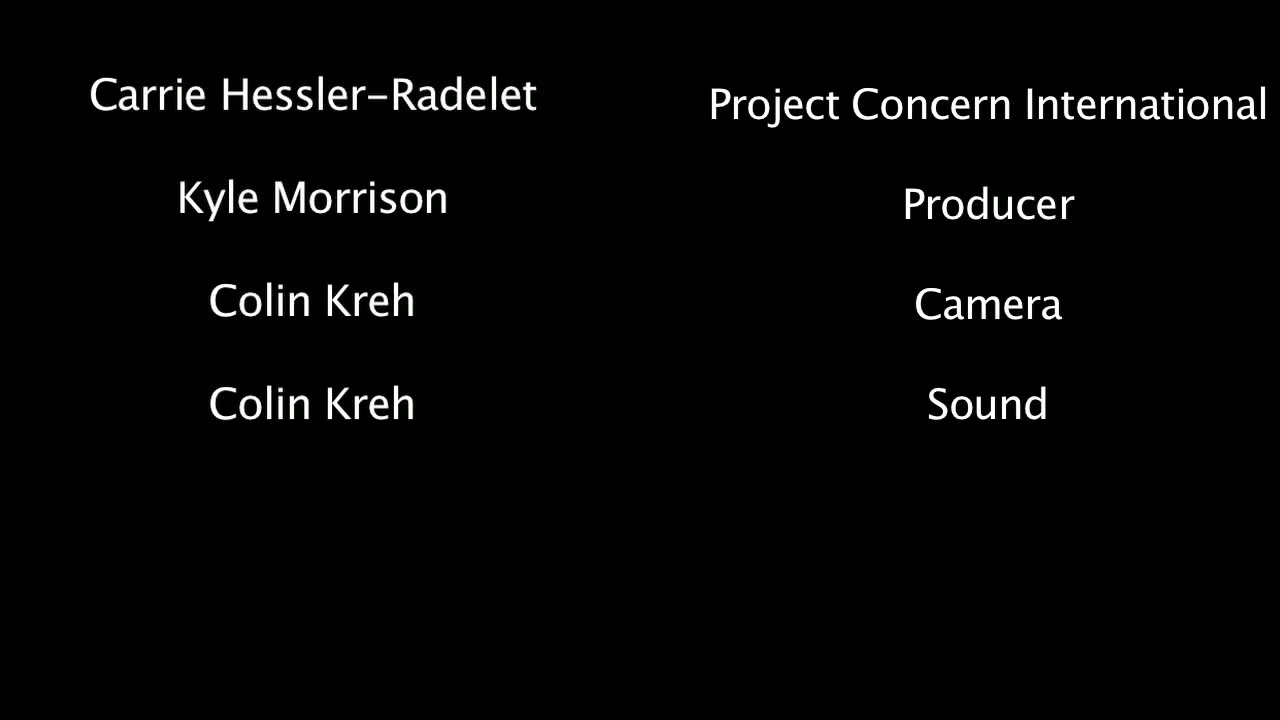 Carrie Hessler-Radelet Project Concern International
Kyle Morrison Producer
Colin Kreh Camera
Colin Kreh Sound